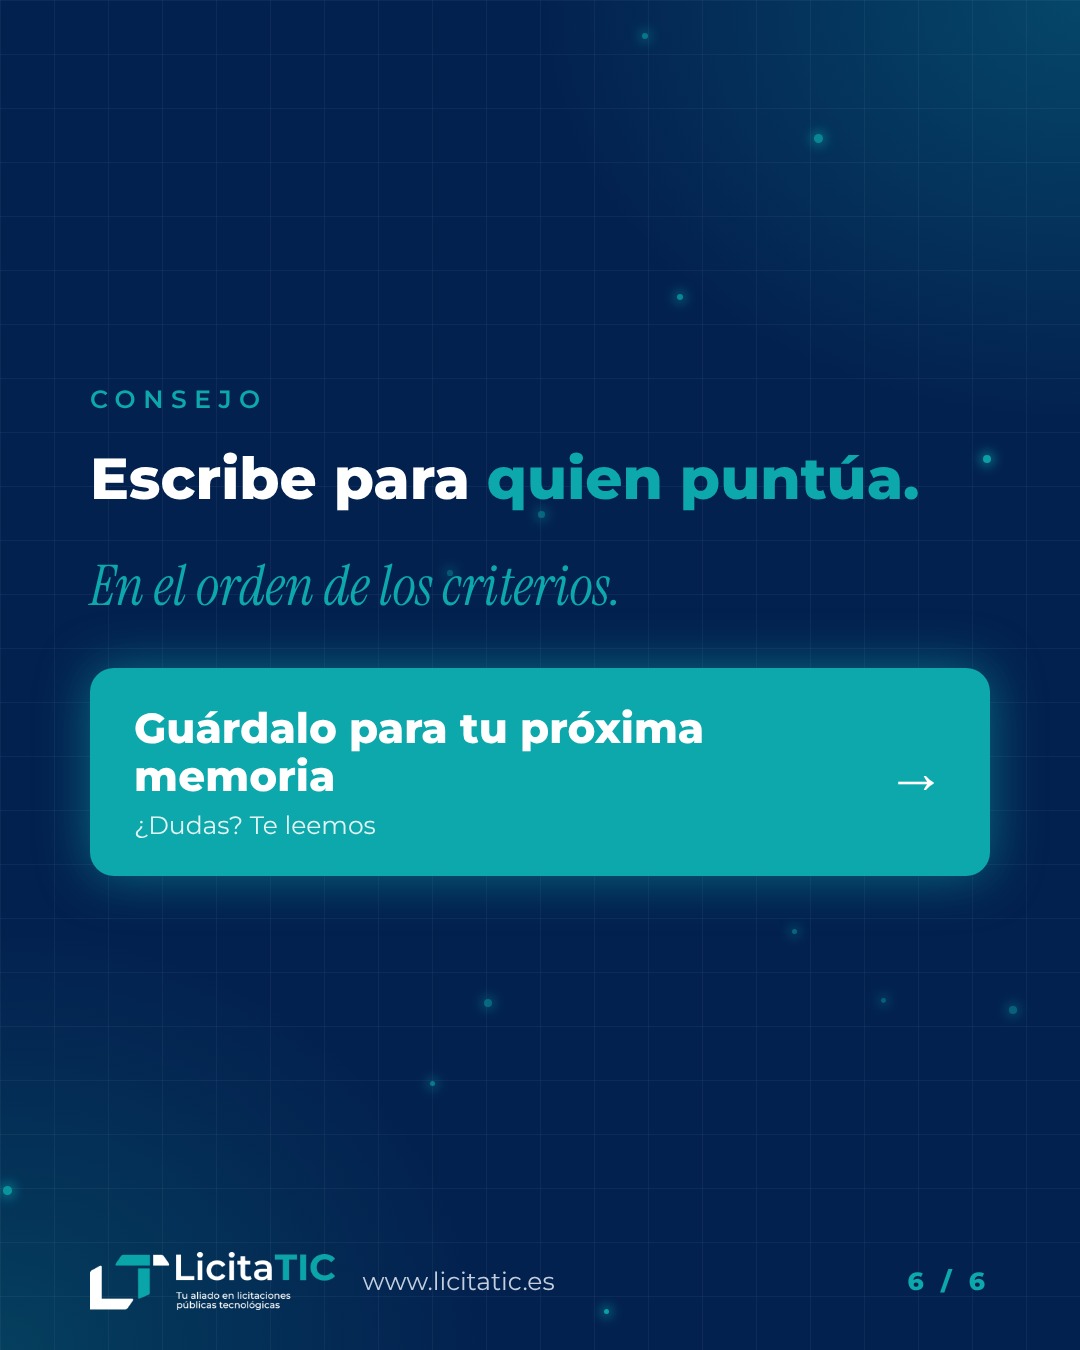 CONSEJO
Escribe para quien puntúa.
En el orden de los criterios.
Guárdalo para tu próxima
memoria
→
¿Dudas? Te leemos
LicitaTIC
Tu aliado en licitaciones
públicas tecnológicas
www.licitatic.es
6 / 6